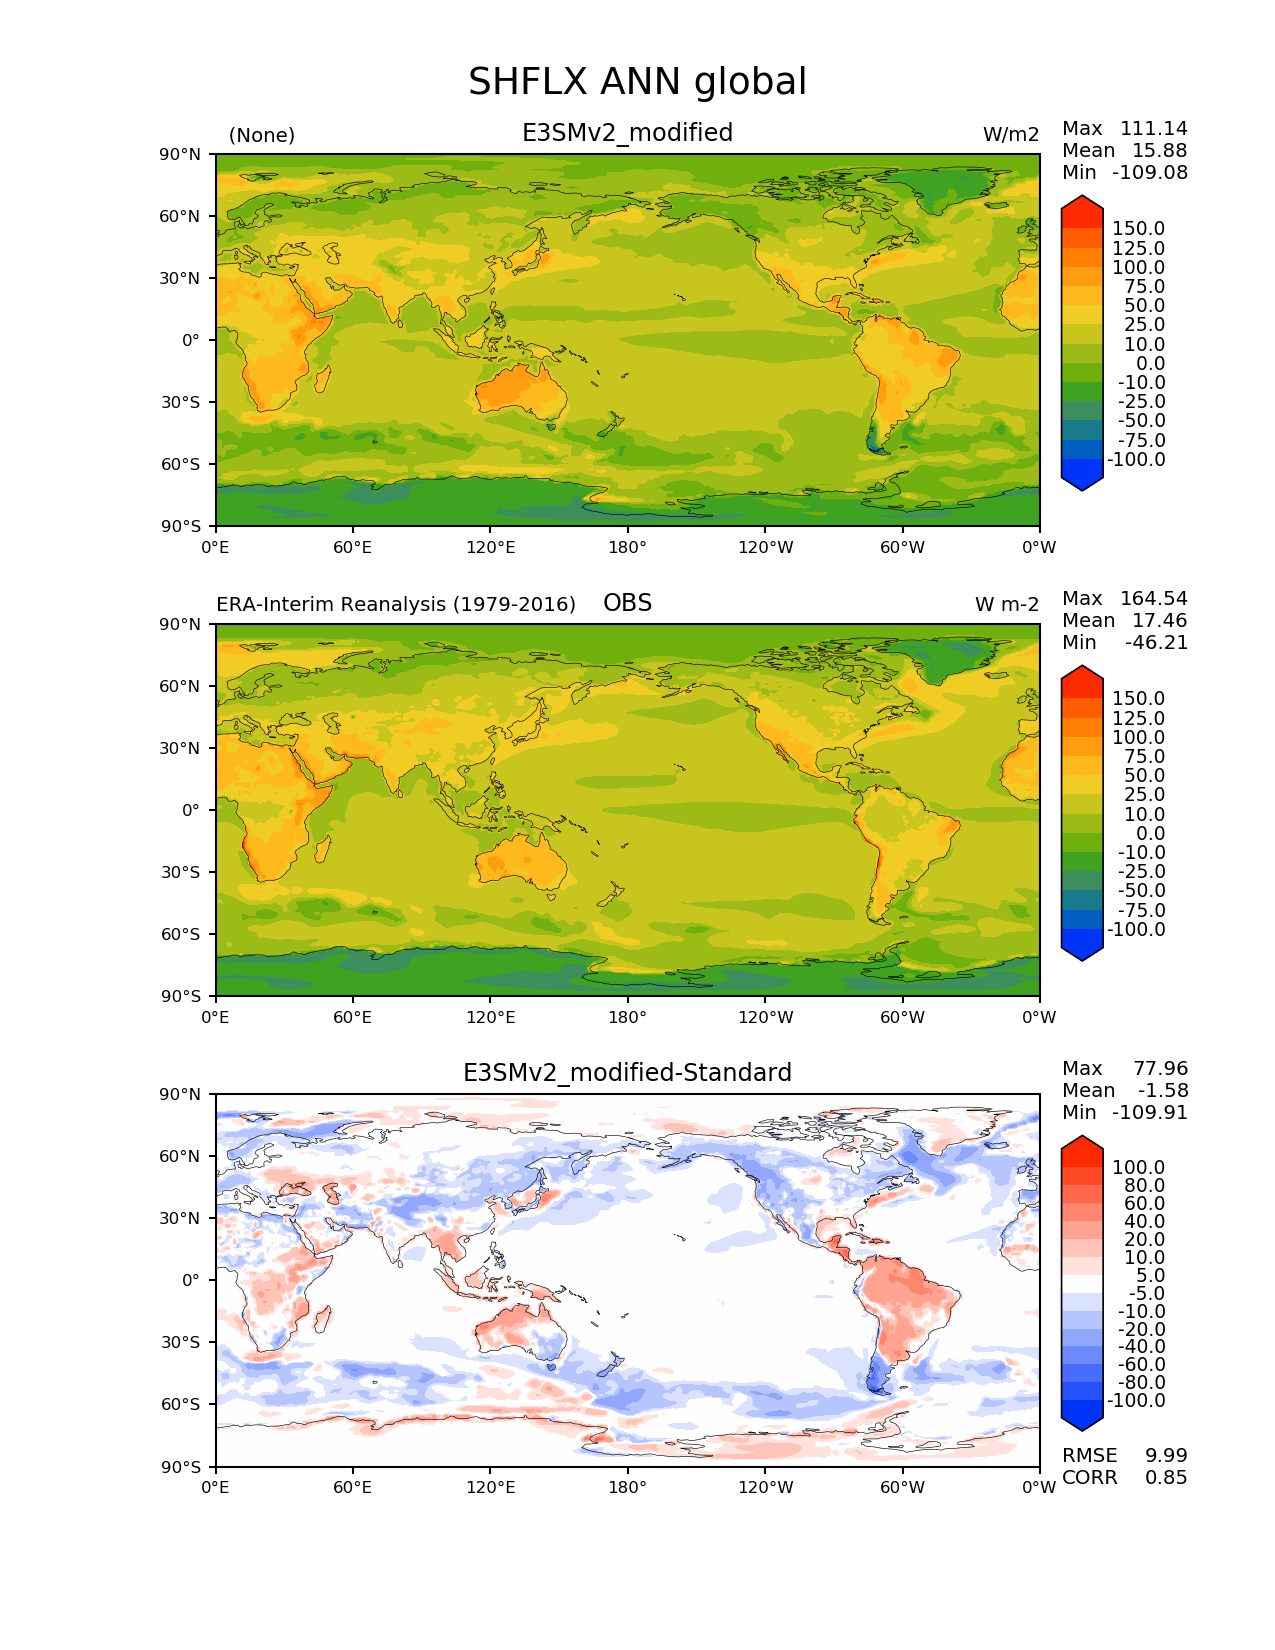 SHFLX ANN global
(None) E3SMv2_modified W/m2
Max 111.14
Mean 15.88
Min -109.08
90°N
60°N
30°N
0°
30°S
60°S
90°S
0°E 60°E 120°E 180° 120°W 60°W 0°W
150.0
125.0
100.0
75.0
50.0
25.0
10.0
0.0
-10.0
-25.0
-50.0
-75.0
-100.0
ERA-Interim Reanalysis (1979-2016) OBS W m-2
Max 164.54
Mean 17.46
Min -46.21
90°N
60°N
30°N
0°
30°S
60°S
90°S
0°E 60°E 120°E 180° 120°W 60°W 0°W
150.0
125.0
100.0
75.0
50.0
25.0
10.0
0.0
-10.0
-25.0
-50.0
-75.0
-100.0
E3SMv2_modified-Standard
Max 77.96
Mean -1.58
Min -109.91
90°N
60°N
30°N
0°
30°S
60°S
90°S
0°E 60°E 120°E 180° 120°W 60°W 0°W
100.0
80.0
60.0
40.0
20.0
10.0
5.0
-5.0
-10.0
-20.0
-40.0
-60.0
-80.0
-100.0
RMSE 9.99
CORR 0.85